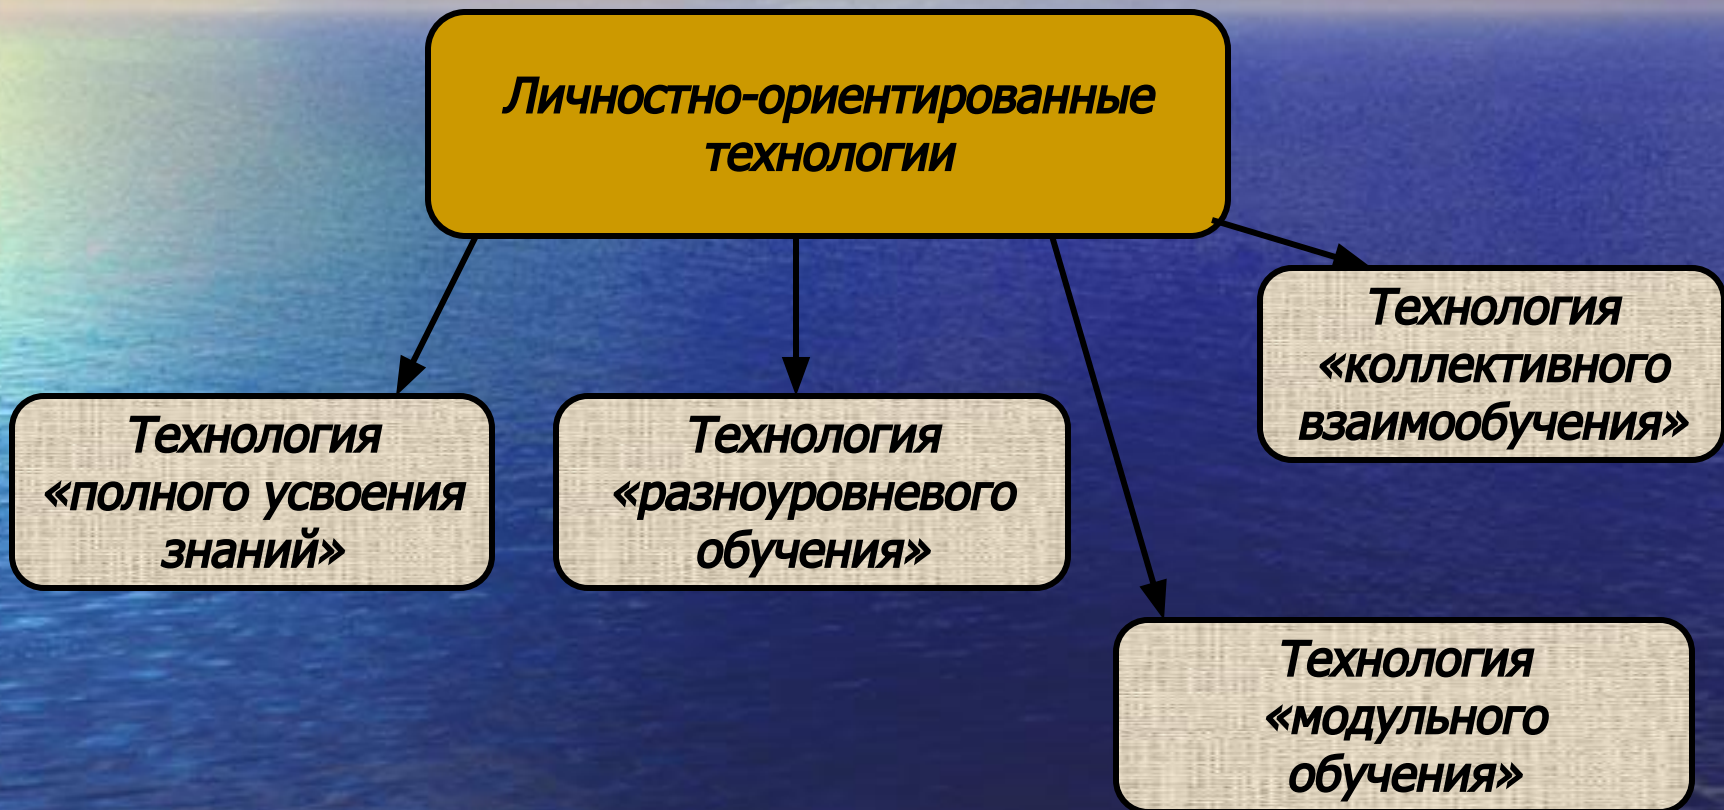 Личностно-ориентированные
технологии
Технология
«полного усвоения
знаний»
Технология
«разноуровневого
обучения»
Технология
«коллективного
взаимообучения»
Технология
«модульного
обучения»